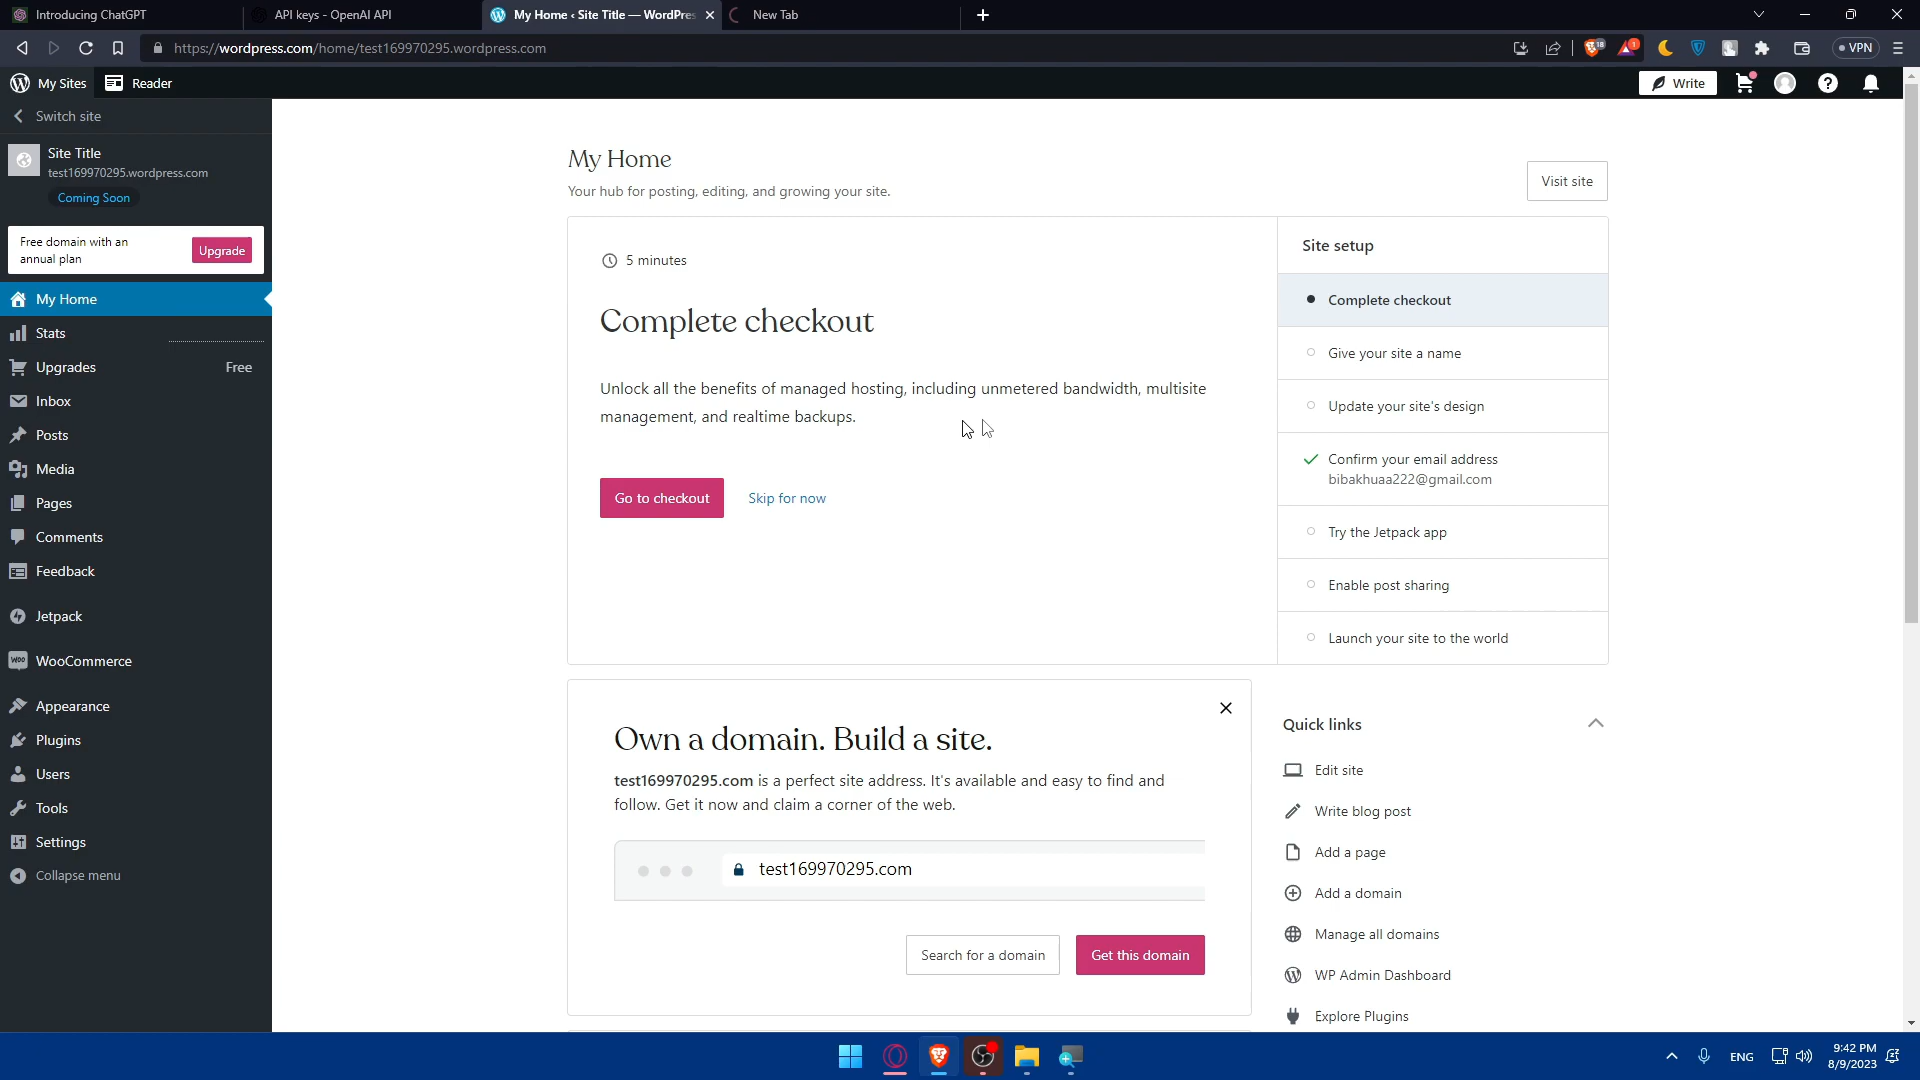 Introducing ChatGPT
API keys - OpenAI API
My Home ‹ Site Title — WordPres
New Tab
https://wordpress.com/home/test169970295.wordpress.com
18
1
VPN
My Sites
Reader
Write
Switch site
Site Title
test169970295.wordpress.com
Coming Soon
Free domain with an
annual plan
Upgrade
My Home
Stats
Upgrades
Free
Inbox
Posts
Media
Pages
Comments
Feedback
Jetpack
WooCommerce
Appearance
Plugins
Users
Tools
Settings
Collapse menu
My Home
Your hub for posting, editing, and growing your site.
Visit site
5 minutes
Complete checkout
Unlock all the benefits of managed hosting, including unmetered bandwidth, multisite
management, and realtime backups.
Go to checkout
Skip for now
Site setup
Complete checkout
Give your site a name
Update your site's design
Confirm your email address
bibakhuaa222@gmail.com
Try the Jetpack app
Enable post sharing
Launch your site to the world
Own a domain. Build a site.
test169970295.com is a perfect site address. It's available and easy to find and
follow. Get it now and claim a corner of the web.
test169970295.com
Search for a domain
Get this domain
Quick links
Edit site
Write blog post
Add a page
Add a domain
Manage all domains
WP Admin Dashboard
Explore Plugins
ENG
9:42 PM
8/9/2023